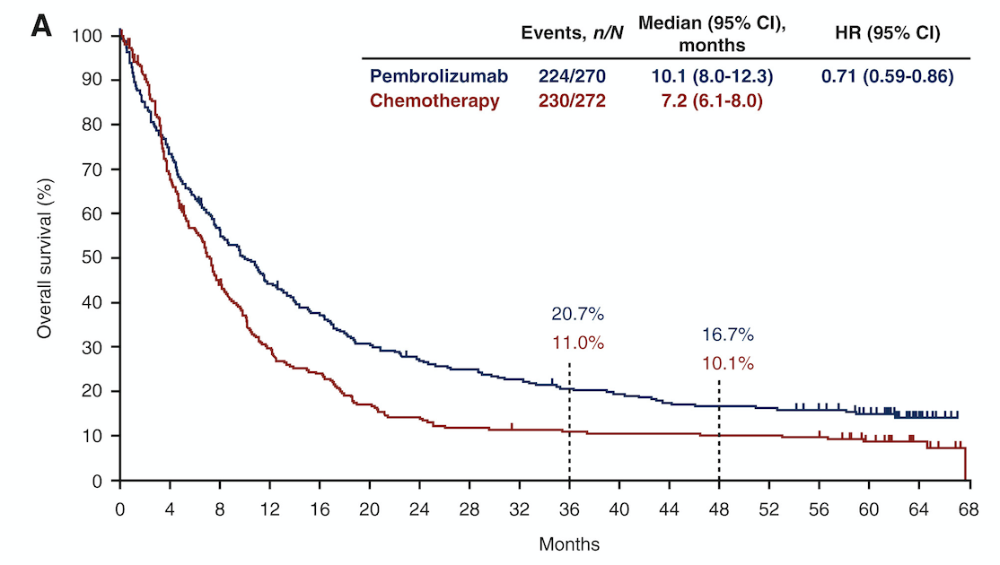 A
Events, n/N Median (95% CI), months HR (95% CI)
Pembrolizumab 224/270 10.1 (8.0-12.3) 0.71 (0.59-0.86)
Chemotherapy 230/272 7.2 (6.1-8.0)
Overall survival (%)
100
90
80
70
60
50
40
30
20
10
0
20.7%
11.0%
16.7%
10.1%
0 4 8 12 16 20 24 28 32 36 40 44 48 52 56 60 64 68
Months